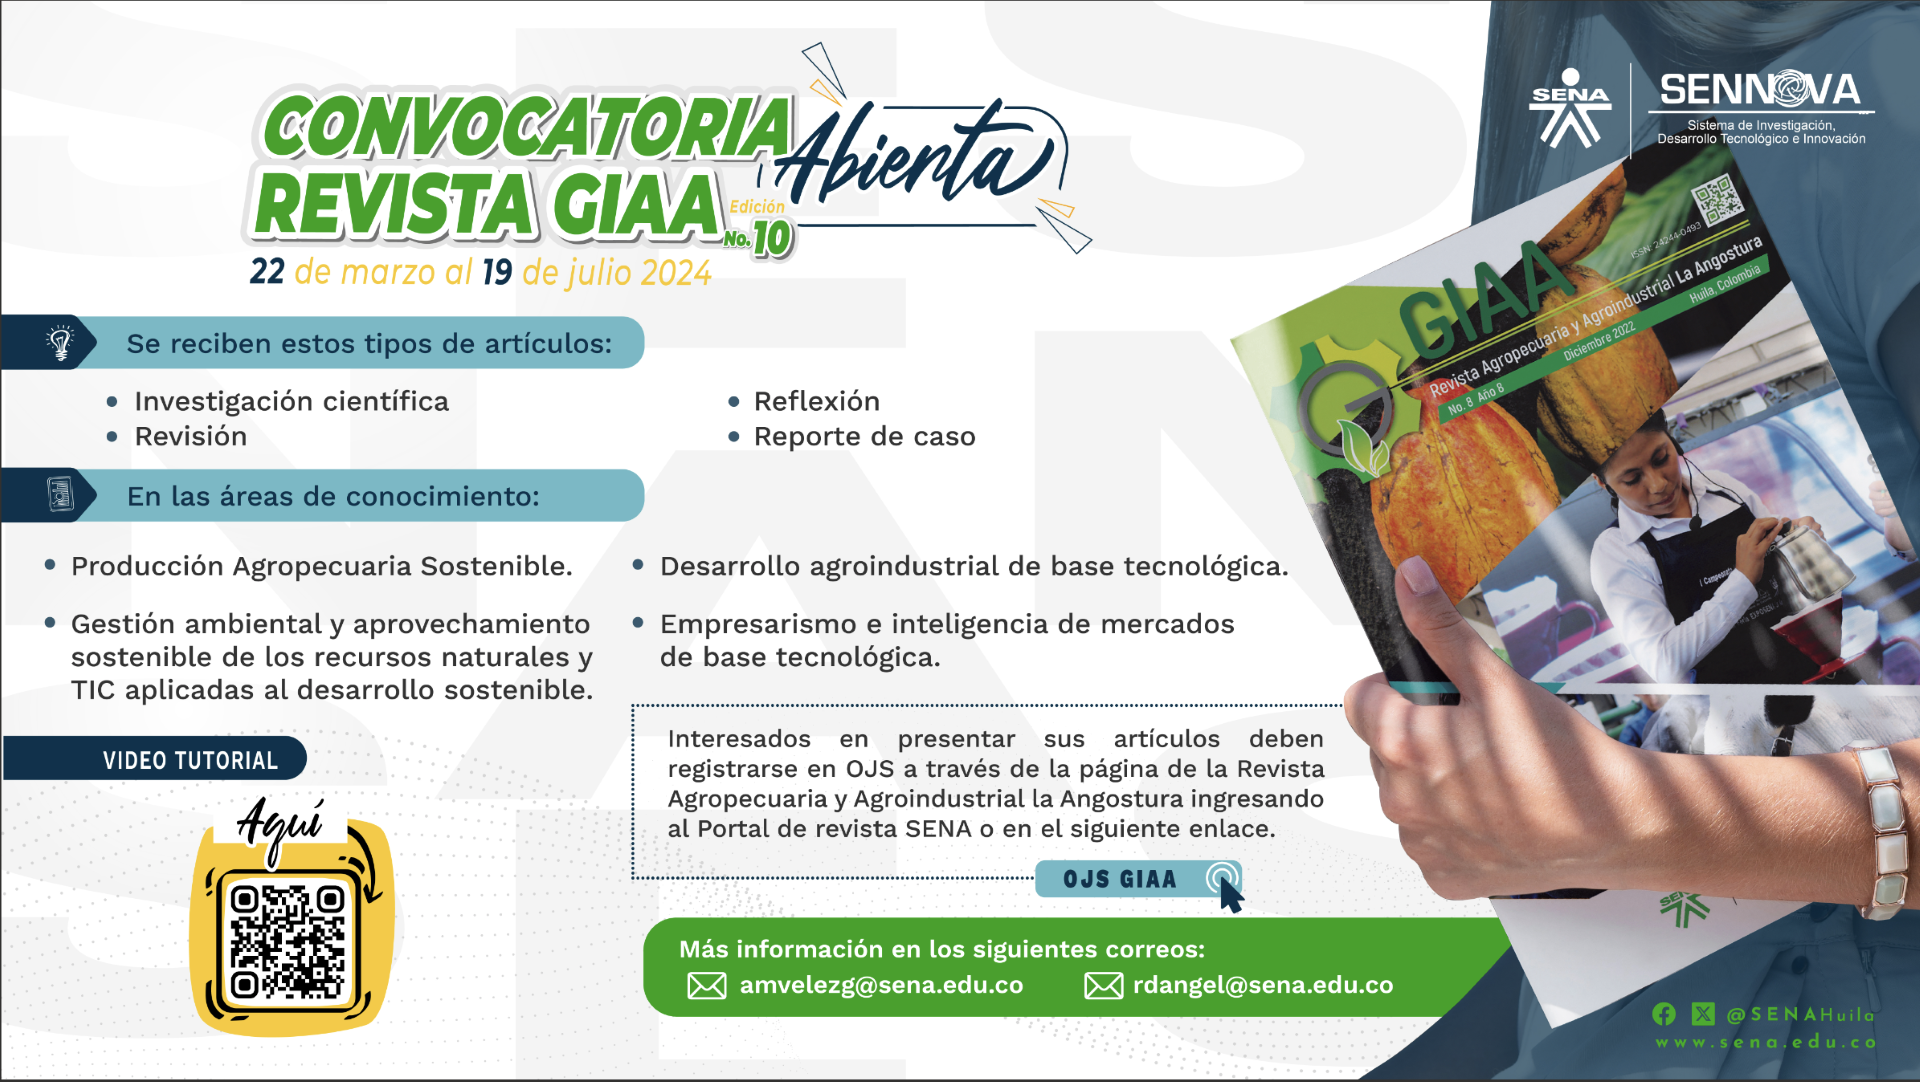 CONVOCATORIA
REVISTA GIAA
Abierta
Edición
No. 10
22 de marzo al 19 de julio 2024
SENA
SENNOVA
Sistema de Investigación,
Desarrollo Tecnológico e Innovación
Se reciben estos tipos de artículos:
• Investigación científica
• Revisión
• Reflexión
• Reporte de caso
En las áreas de conocimiento:
• Producción Agropecuaria Sostenible.
• Gestión ambiental y aprovechamiento
sostenible de los recursos naturales y
TIC aplicadas al desarrollo sostenible.
• Desarrollo agroindustrial de base tecnológica.
• Empresarismo e inteligencia de mercados
de base tecnológica.
VIDEO TUTORIAL
Aquí
Interesados en presentar sus artículos deben
registrarse en OJS a través de la página de la Revista
Agropecuaria y Agroindustrial la Angostura ingresando
al Portal de revista SENA o en el siguiente enlace.
OJS GIAA
Más información en los siguientes correos:
amvelezg@sena.edu.co
rdangel@sena.edu.co
ISSN: 24244-0493
GIAA
Revista Agropecuaria y Agroindustrial La Angostura
No. 8 Año 8
Diciembre 2022
Huila, Colombia
@SENAHuila
www.sena.edu.co